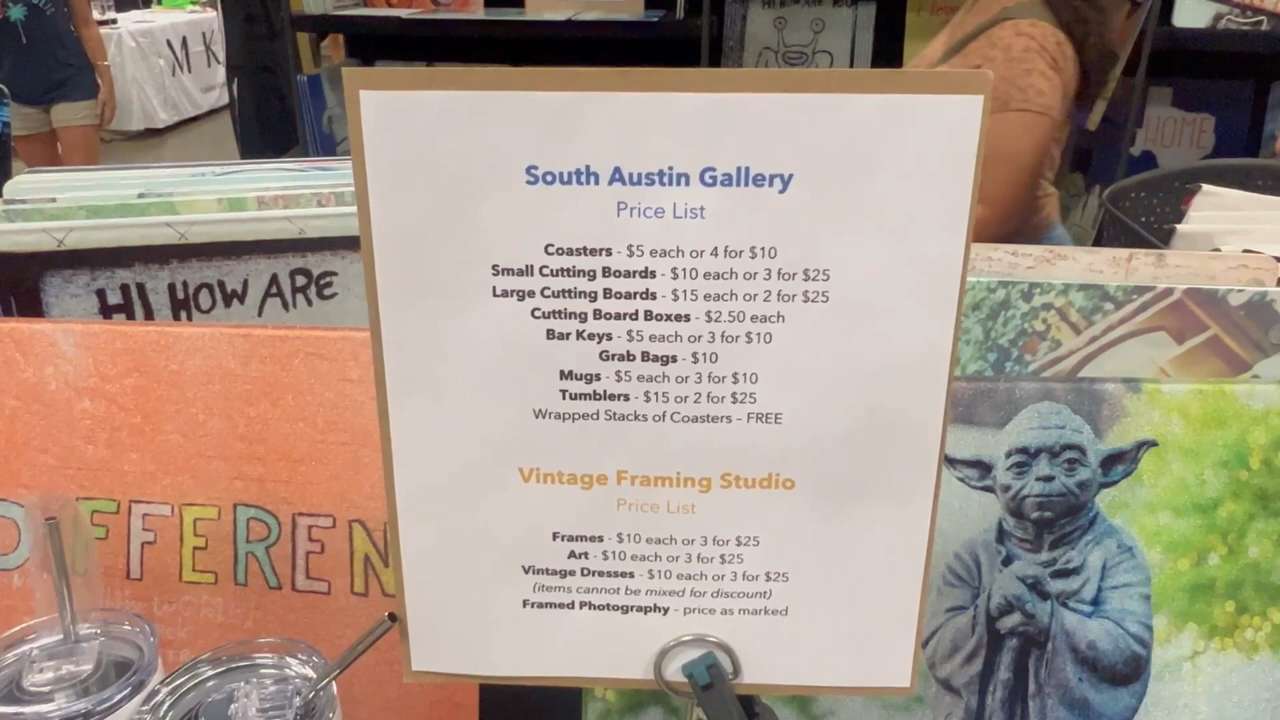 M K
HI HOW ARE YOU
HOME
South Austin Gallery
Price List
Coasters - $5 each or 4 for $10
Small Cutting Boards - $10 each or 3 for $25
Large Cutting Boards - $15 each or 2 for $25
Cutting Board Boxes - $2.50 each
Bar Keys - $5 each or 3 for $10
Grab Bags - $10
Mugs - $5 each or 3 for $10
Tumblers - $15 or 2 for $25
Wrapped Stacks of Coasters – FREE
HI HOW ARE
DIFFEREN
Vintage Framing Studio
Price List
Frames - $10 each or 3 for $25
Art - $10 each or 3 for $25
Vintage Dresses - $10 each or 3 for $25
(items cannot be mixed for discount)
Framed Photography – price as marked